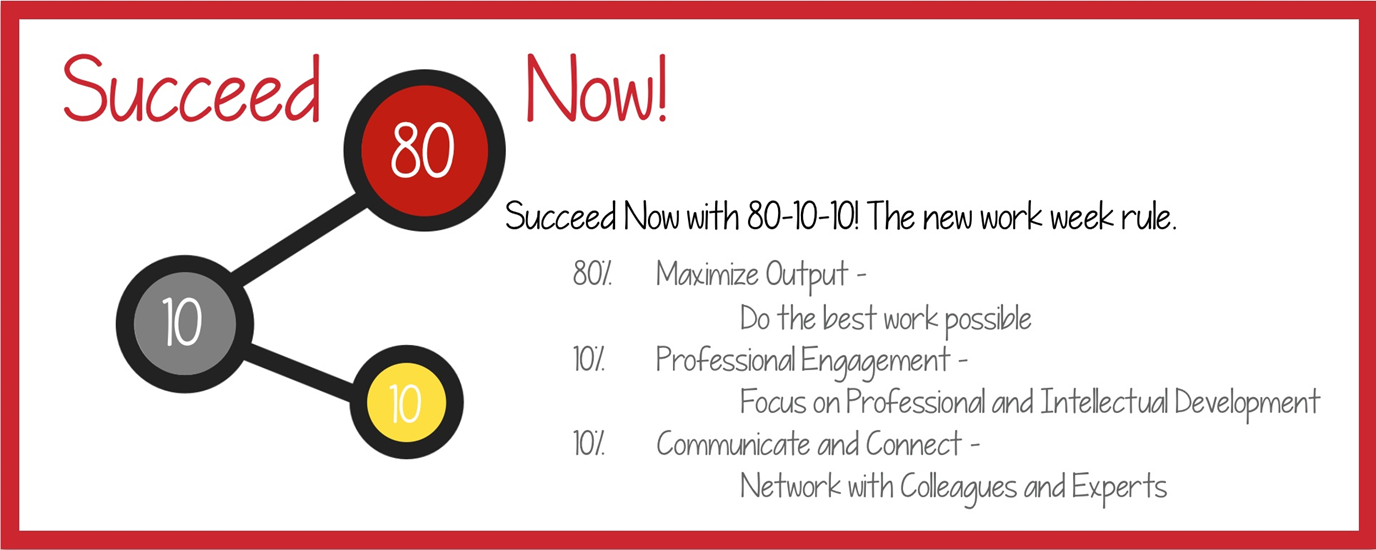 Succeed Now!
80
10
10
Succeed Now with 80-10-10! The new work week rule.
80% Maximize Output -
Do the best work possible
10% Professional Engagement -
Focus on Professional and Intellectual Development
10% Communicate and Connect -
Network with Colleagues and Experts